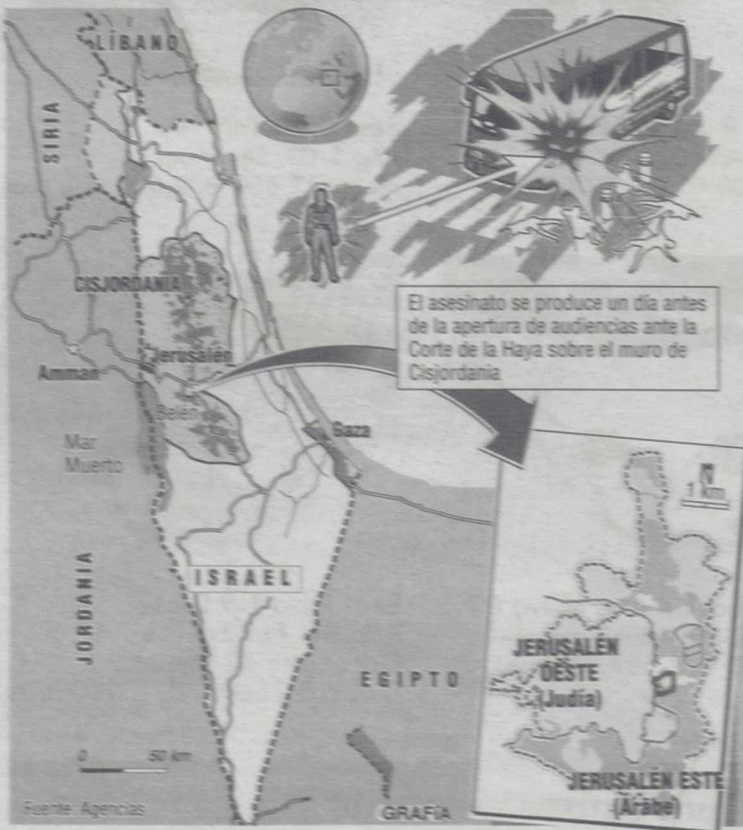 LÍBANO
SIRIA
CISJORDANIA
Jerusalén
Amman
Belén
Gaza
Mar
Muerto
El asesinato se produce un día antes
de la apertura de audiencias ante la
Corte de la Haya sobre el muro de
Cisjordania
ISRAEL
JORDANIA
EGIPTO
0 50 km
Fuente: Agencias
GRAFíA
N
1 km
JERUSALÉN
OESTE
(Judía)
JERUSALÉN ESTE
(Árabe)